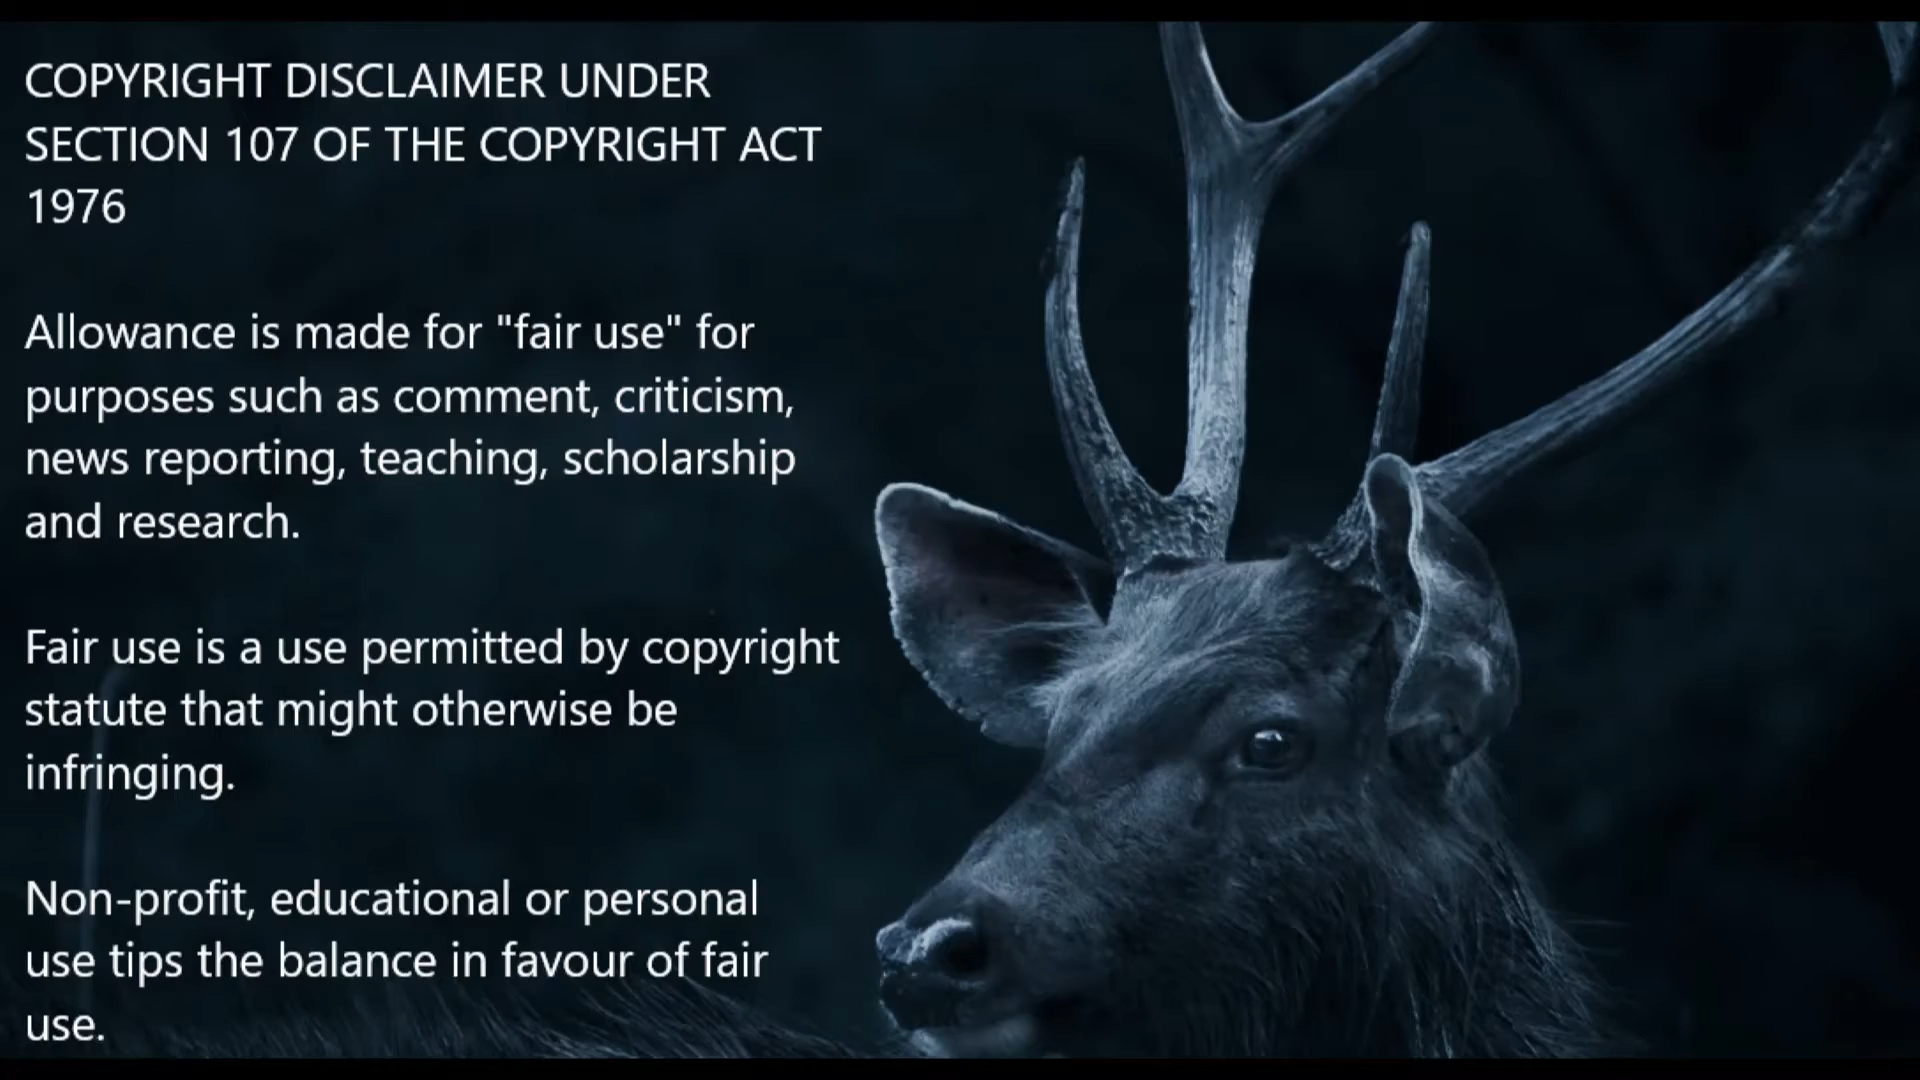 COPYRIGHT DISCLAIMER UNDER
SECTION 107 OF THE COPYRIGHT ACT
1976
Allowance is made for "fair use" for
purposes such as comment, criticism,
news reporting, teaching, scholarship
and research.
Fair use is a use permitted by copyright
statute that might otherwise be
infringing.
Non-profit, educational or personal
use tips the balance in favour of fair
use.